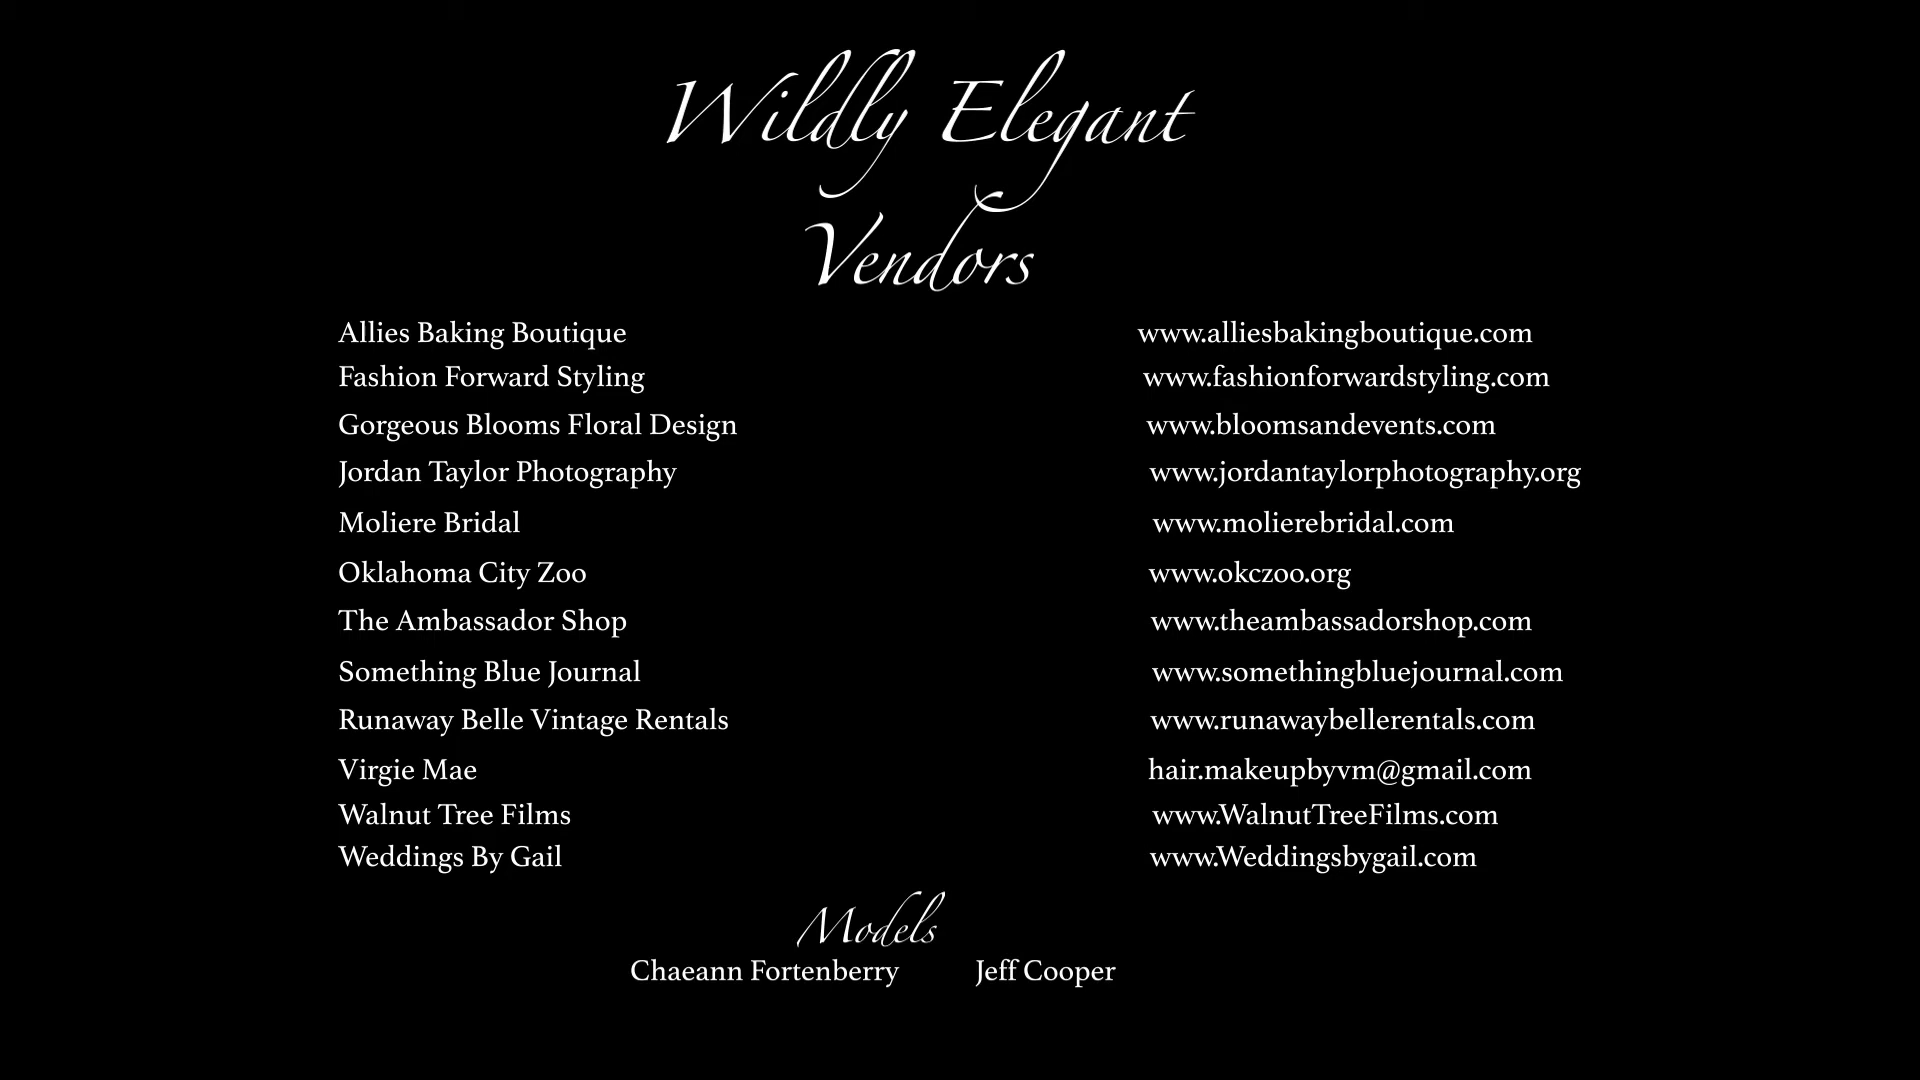 Wildly Elegant
Vendors
Allies Baking Boutique www.alliesbakingboutique.com
Fashion Forward Styling www.fashionforwardstyling.com
Gorgeous Blooms Floral Design www.bloomsandevents.com
Jordan Taylor Photography www.jordantaylorphotography.org
Moliere Bridal www.molierebridal.com
Oklahoma City Zoo www.okczoo.org
The Ambassador Shop www.theambassadorshop.com
Something Blue Journal www.somethingbluejournal.com
Runaway Belle Vintage Rentals www.runawaybellerentals.com
Virgie Mae hair.makeupbyvm@gmail.com
Walnut Tree Films www.WalnutTreeFilms.com
Weddings By Gail www.Weddingsbygail.com
Models
Chaeann Fortenberry Jeff Cooper